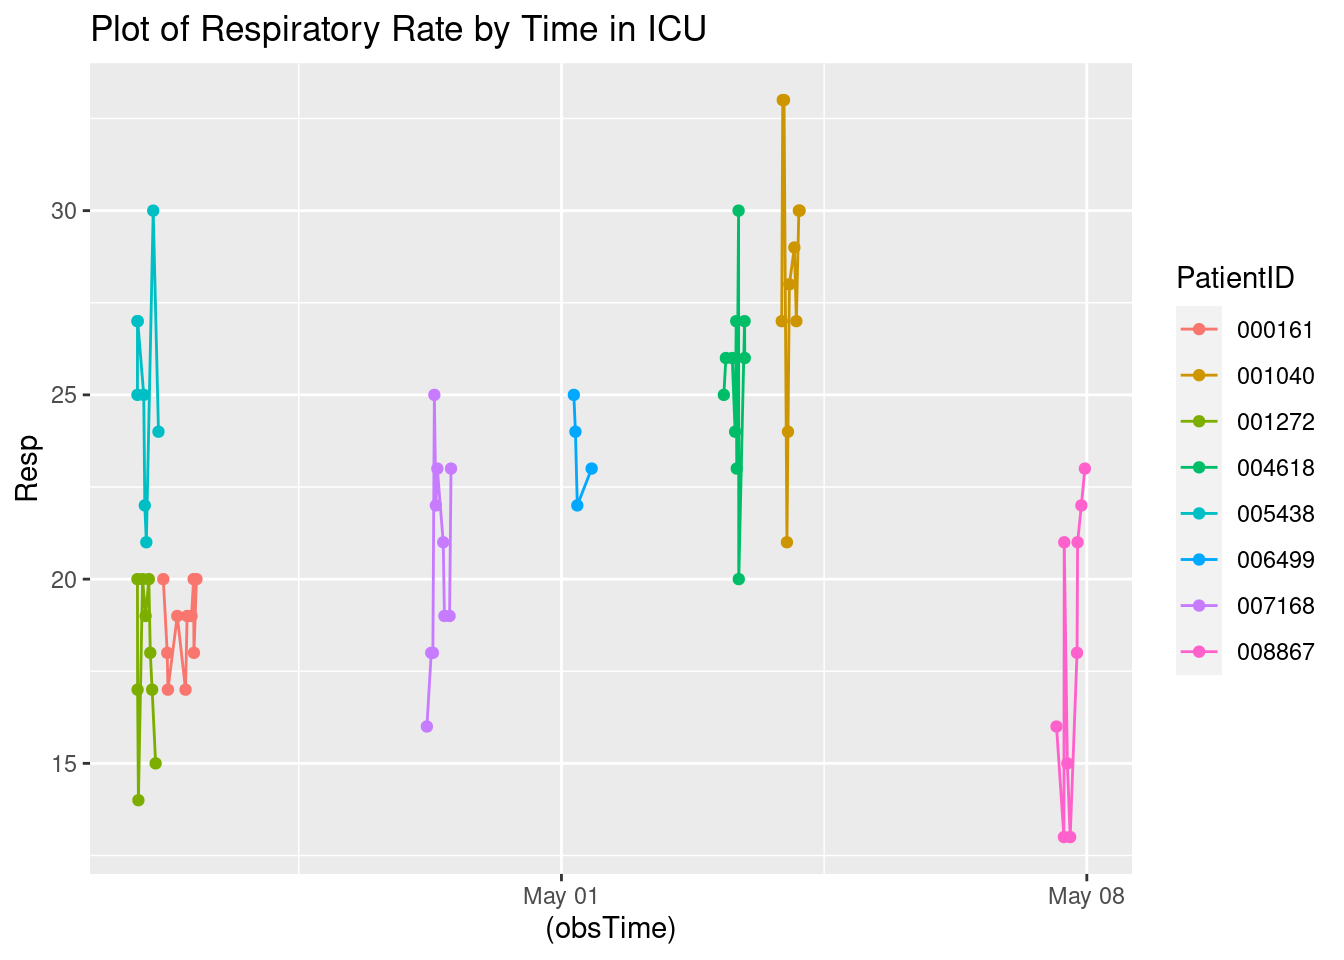 Plot of Respiratory Rate by Time in ICU
30
25
20
15
Resp
May 01
May 08
(obsTime)
PatientID
000161
001040
001272
004618
005438
006499
007168
008867